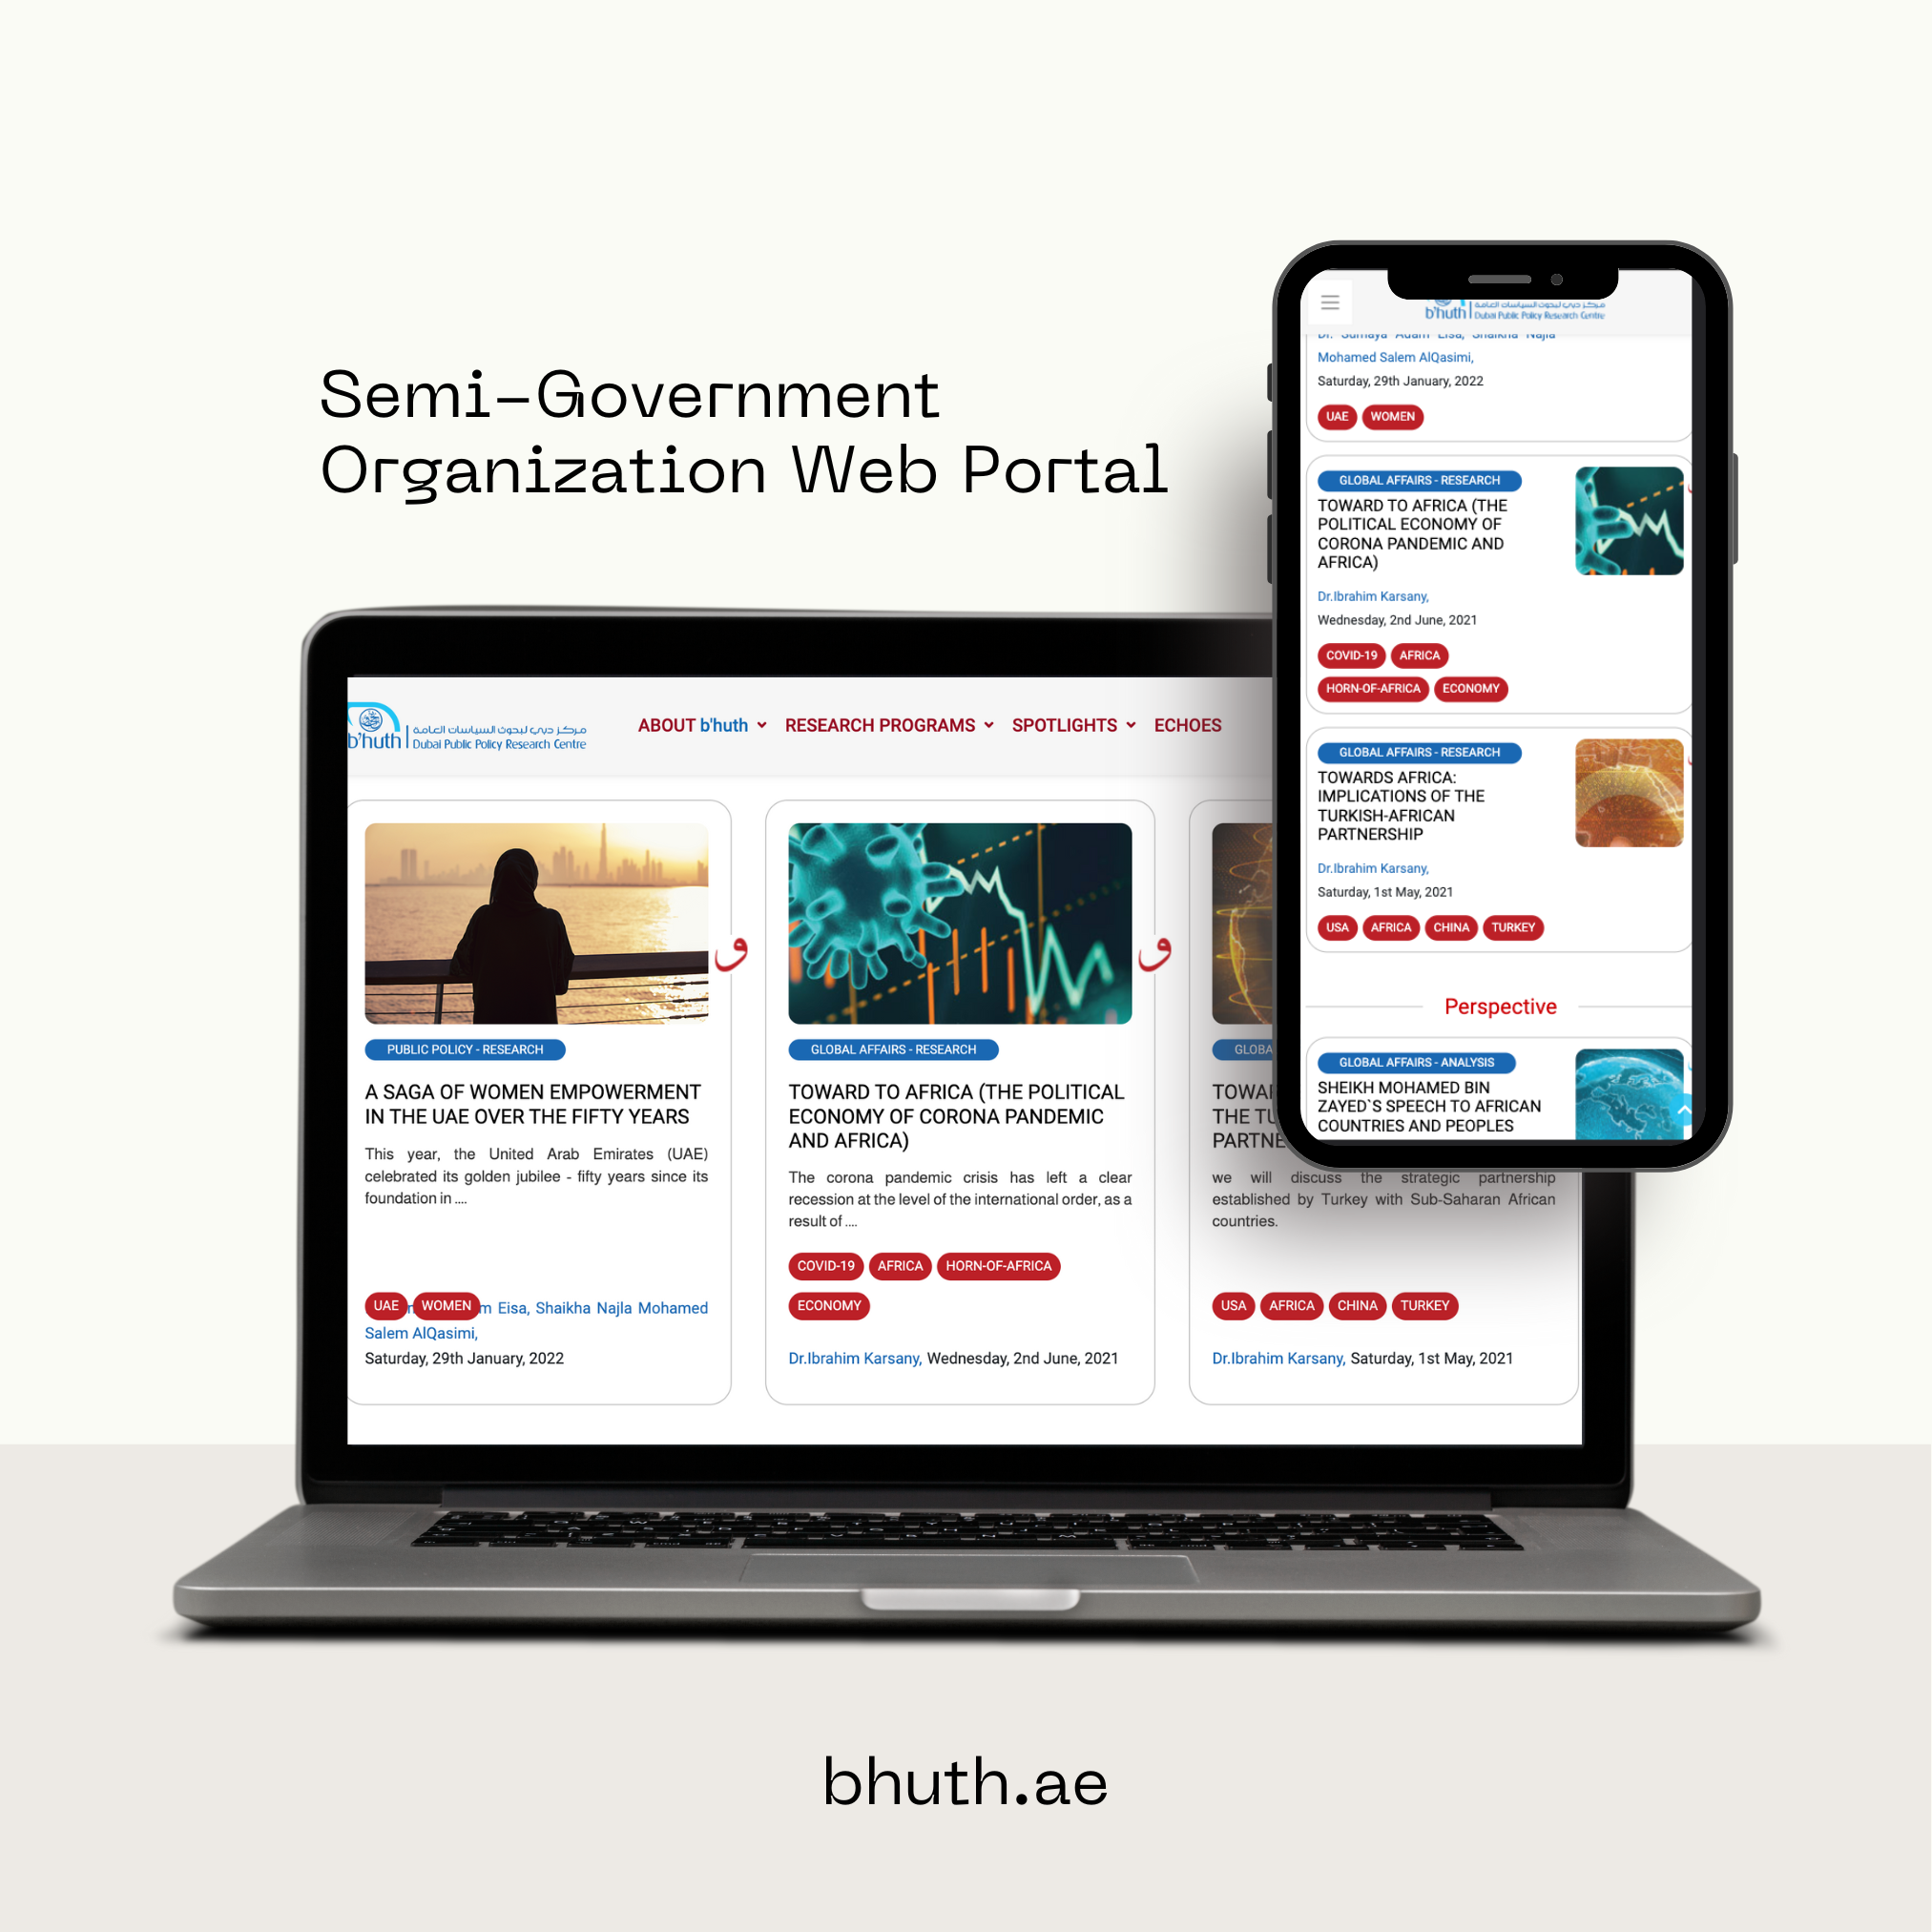 Semi-Government
Organization Web Portal
b'huth
مركز دبي لبحوث السياسات العامة
Dubai Public Policy Research Centre
ABOUT b'huth
RESEARCH PROGRAMS
SPOTLIGHTS
ECHOES
و
PUBLIC POLICY - RESEARCH
A SAGA OF WOMEN EMPOWERMENT
IN THE UAE OVER THE FIFTY YEARS
This year, the United Arab Emirates (UAE)
celebrated its golden jubilee - fifty years since its
foundation in ....
UAE WOMEN Eisa, Shaikha Najla Mohamed
Salem AlQasimi,
Saturday, 29th January, 2022
و
GLOBAL AFFAIRS - RESEARCH
TOWARD TO AFRICA (THE POLITICAL
ECONOMY OF CORONA PANDEMIC
AND AFRICA)
The corona pandemic crisis has left a clear
recession at the level of the international order, as a
result of ....
COVID-19 AFRICA HORN-OF-AFRICA
ECONOMY
Dr.Ibrahim Karsany, Wednesday, 2nd June, 2021
THE
we will discuss the strategic partnership
established by Turkey with Sub-Saharan African
countries.
USA AFRICA CHINA TURKEY
Dr.Ibrahim Karsany, Saturday, 1st May, 2021
b'huth
مركز دبي لبحوث السياسات العامة
Dubai Public Policy Research Centre
Dr. Sumaya Adam Eisa, Shaikha Najla
Mohamed Salem AlQasimi,
Saturday, 29th January, 2022
UAE WOMEN
GLOBAL AFFAIRS - RESEARCH
TOWARD TO AFRICA (THE
POLITICAL ECONOMY OF
CORONA PANDEMIC AND
AFRICA)
Dr.Ibrahim Karsany,
Wednesday, 2nd June, 2021
COVID-19 AFRICA
HORN-OF-AFRICA ECONOMY
GLOBAL AFFAIRS - RESEARCH
TOWARDS AFRICA:
IMPLICATIONS OF THE
TURKISH-AFRICAN
PARTNERSHIP
Dr.Ibrahim Karsany,
Saturday, 1st May, 2021
USA AFRICA CHINA TURKEY
Perspective
GLOBAL AFFAIRS - ANALYSIS
SHEIKH MOHAMED BIN
ZAYED`S SPEECH TO AFRICAN
COUNTRIES AND PEOPLES
bhuth.ae